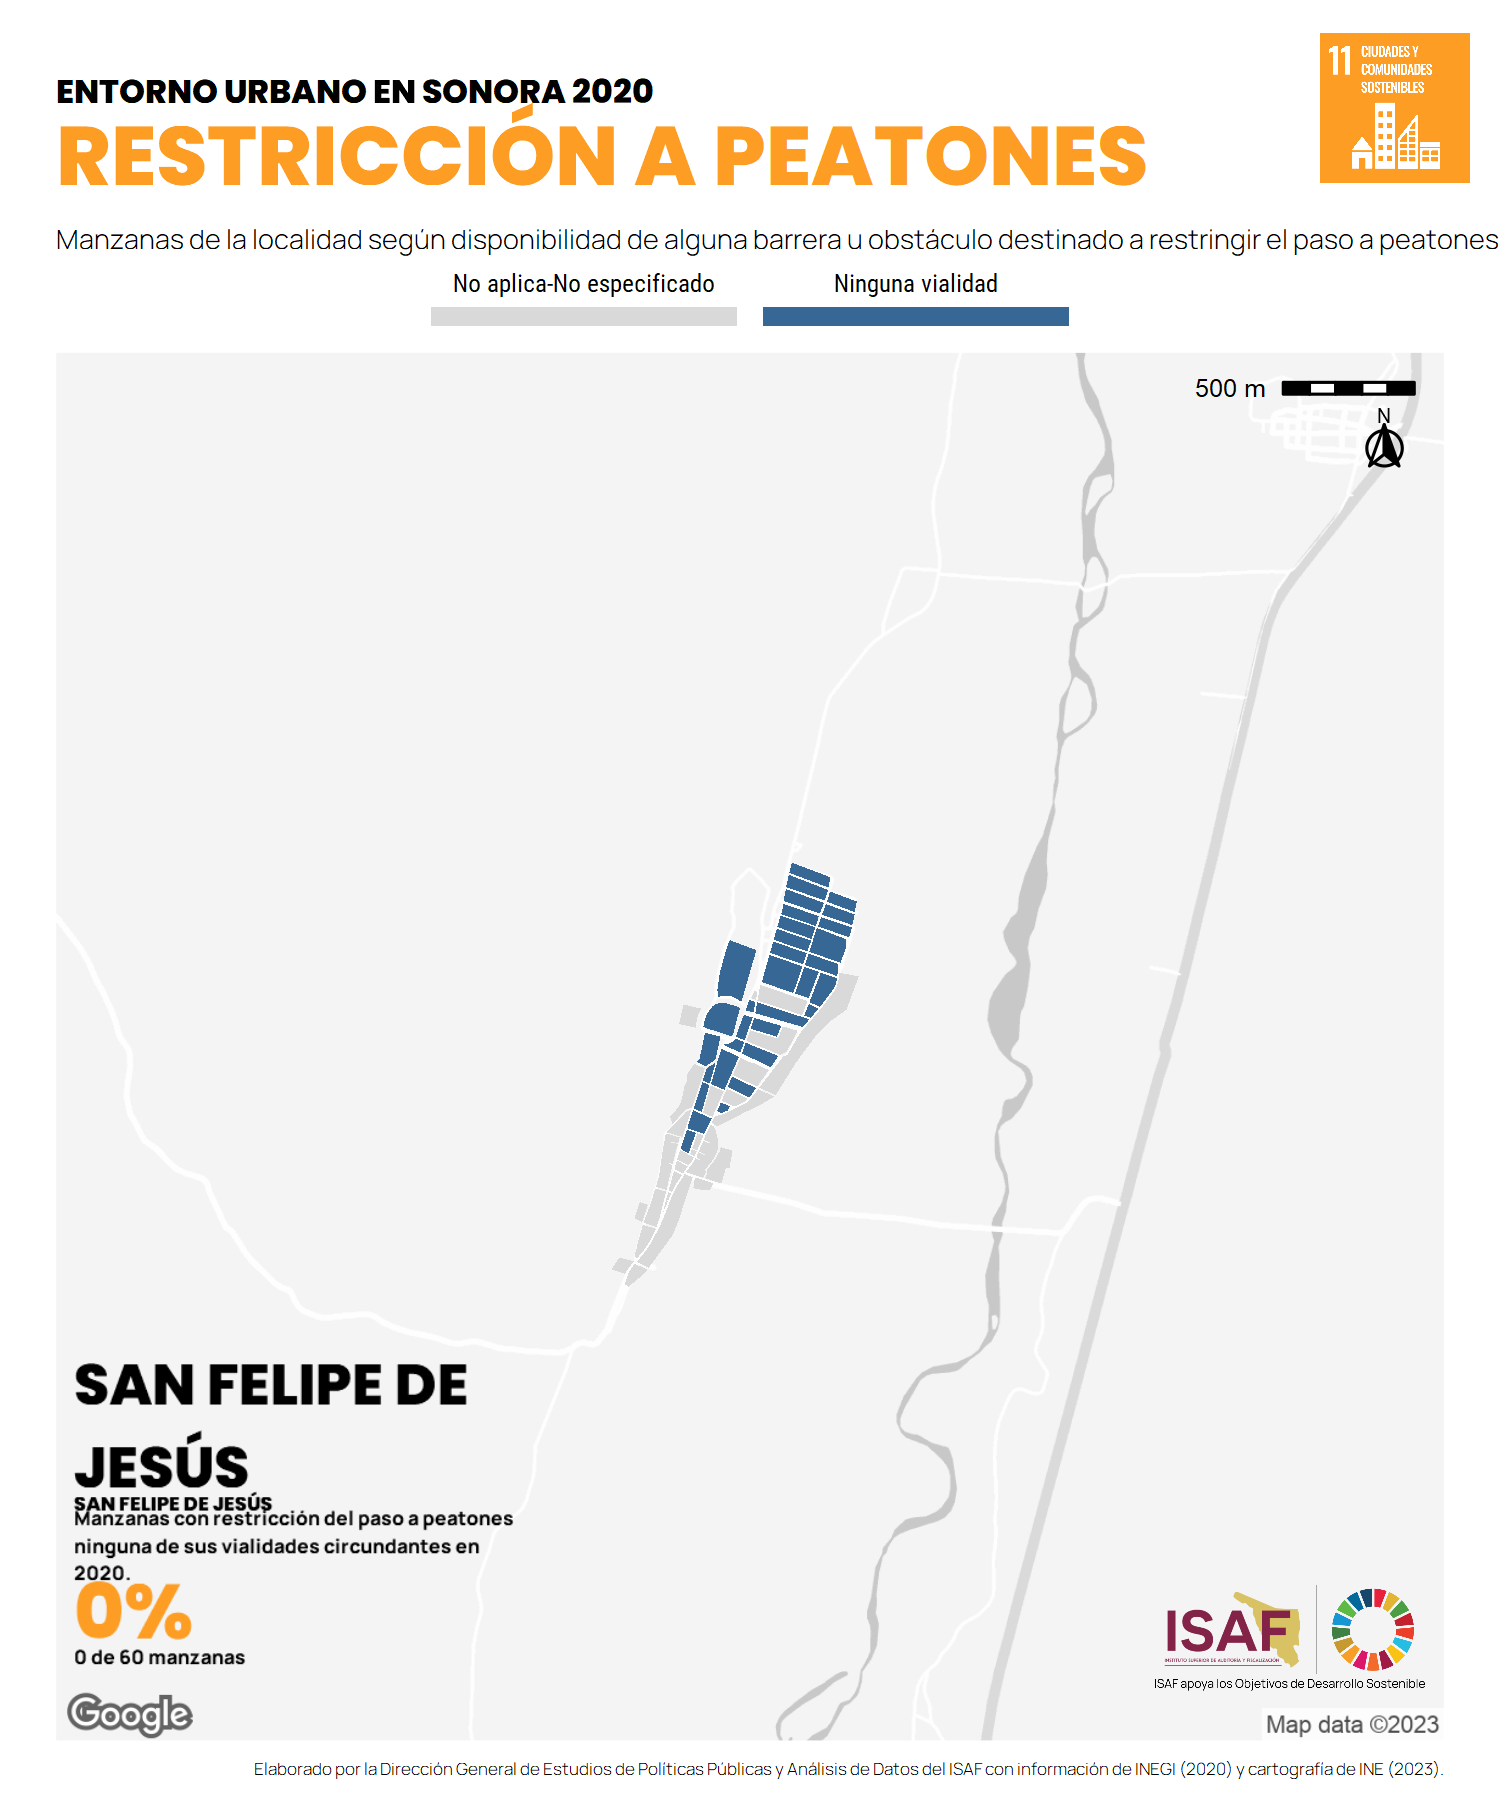 ENTORNO URBANO EN SONORA 2020
RESTRICCIÓN A PEATONES
11 CIUDADES Y
COMUNIDADES
SOSTENIBLES
Manzanas de la localidad según disponibilidad de alguna barrera u obstáculo destinado a restringir el paso a peatones
No aplica-No especificado
Ninguna vialidad
500 m
N
SAN FELIPE DE
JESÚS
SAN FELIPE DE JESÚS
Manzanas con restricción del paso a peatones
ninguna de sus vialidades circundantes en
2020.
0%
0 de 60 manzanas
ISAF
INSTITUTO SUPERIOR DE AUDITORÍA Y FISCALIZACIÓN
ISAF apoya los Objetivos de Desarrollo Sostenible
Google
Map data ©2023
Elaborado por la Dirección General de Estudios de Políticas Públicas y Análisis de Datos del ISAF con información de INEGI (2020) y cartografía de INE (2023).